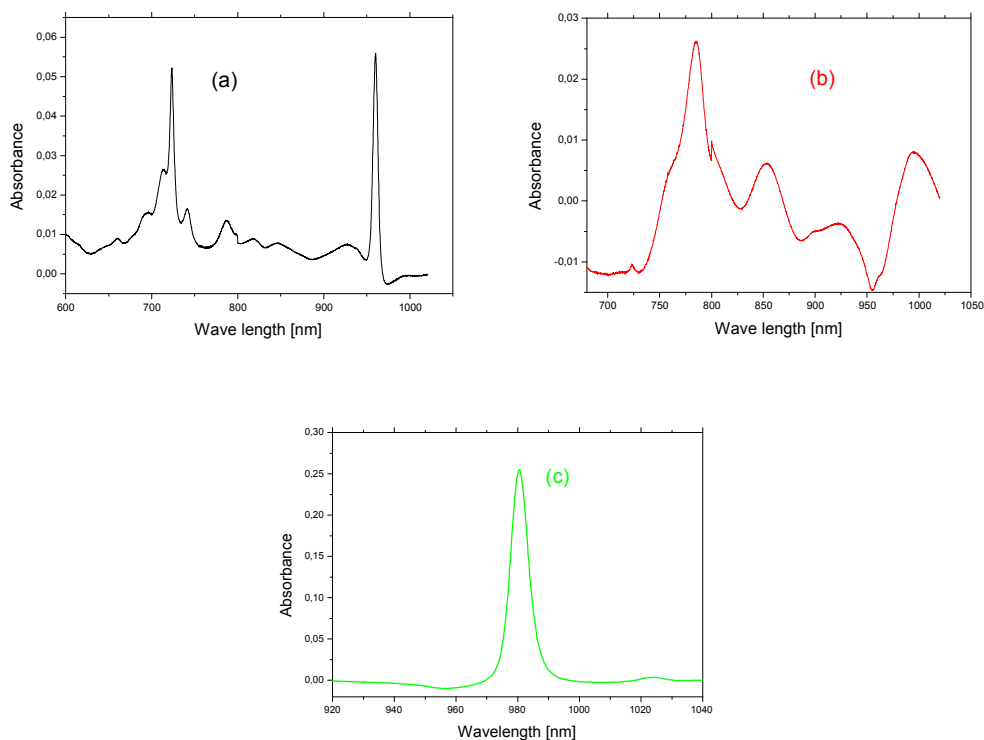 0,06
0,05
0,04
0,03
0,02
0,01
0,00
Absorbance
(a)
600 700 800 900 1000
Wave length [nm]
0,03
0,02
0,01
0,00
-0,01
Absorbance
(b)
700 750 800 850 900 950 1000 1050
Wave length [nm]
0,30
0,25
0,20
0,15
0,10
0,05
0,00
Absorbance
(c)
920 940 960 980 1000 1020 1040
Wavelength [nm]